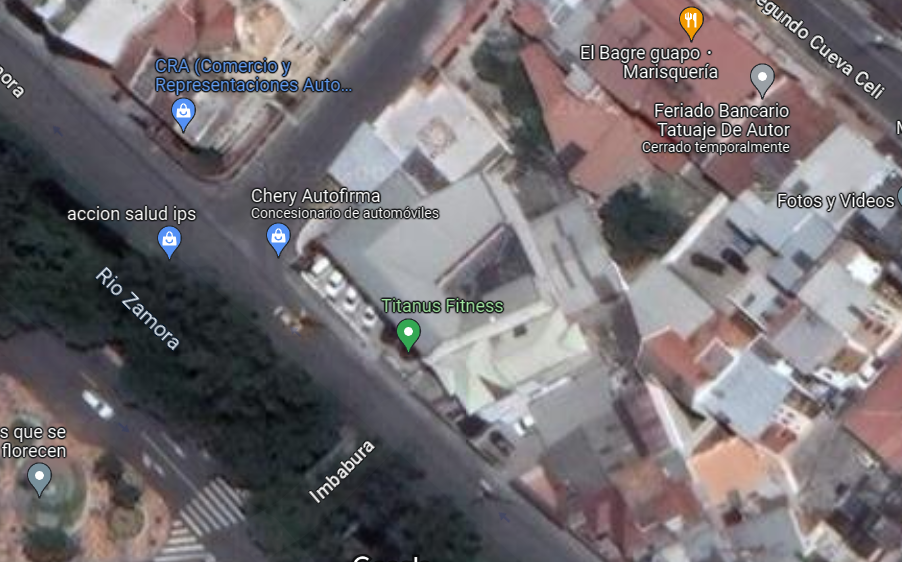 egundo Cueva Celi
El Bagre guapo •
Marisquería
CRA (Comercio y
Representaciones Auto...
mora
Feriado Bancario
Tatuaje De Autor
Cerrado temporalmente
Chery Autofirma
Concesionario de automóviles
Fotos y Videos
accion salud ips
Rio Zamora
Titanus Fitness
s que se
florecen
Imbabura